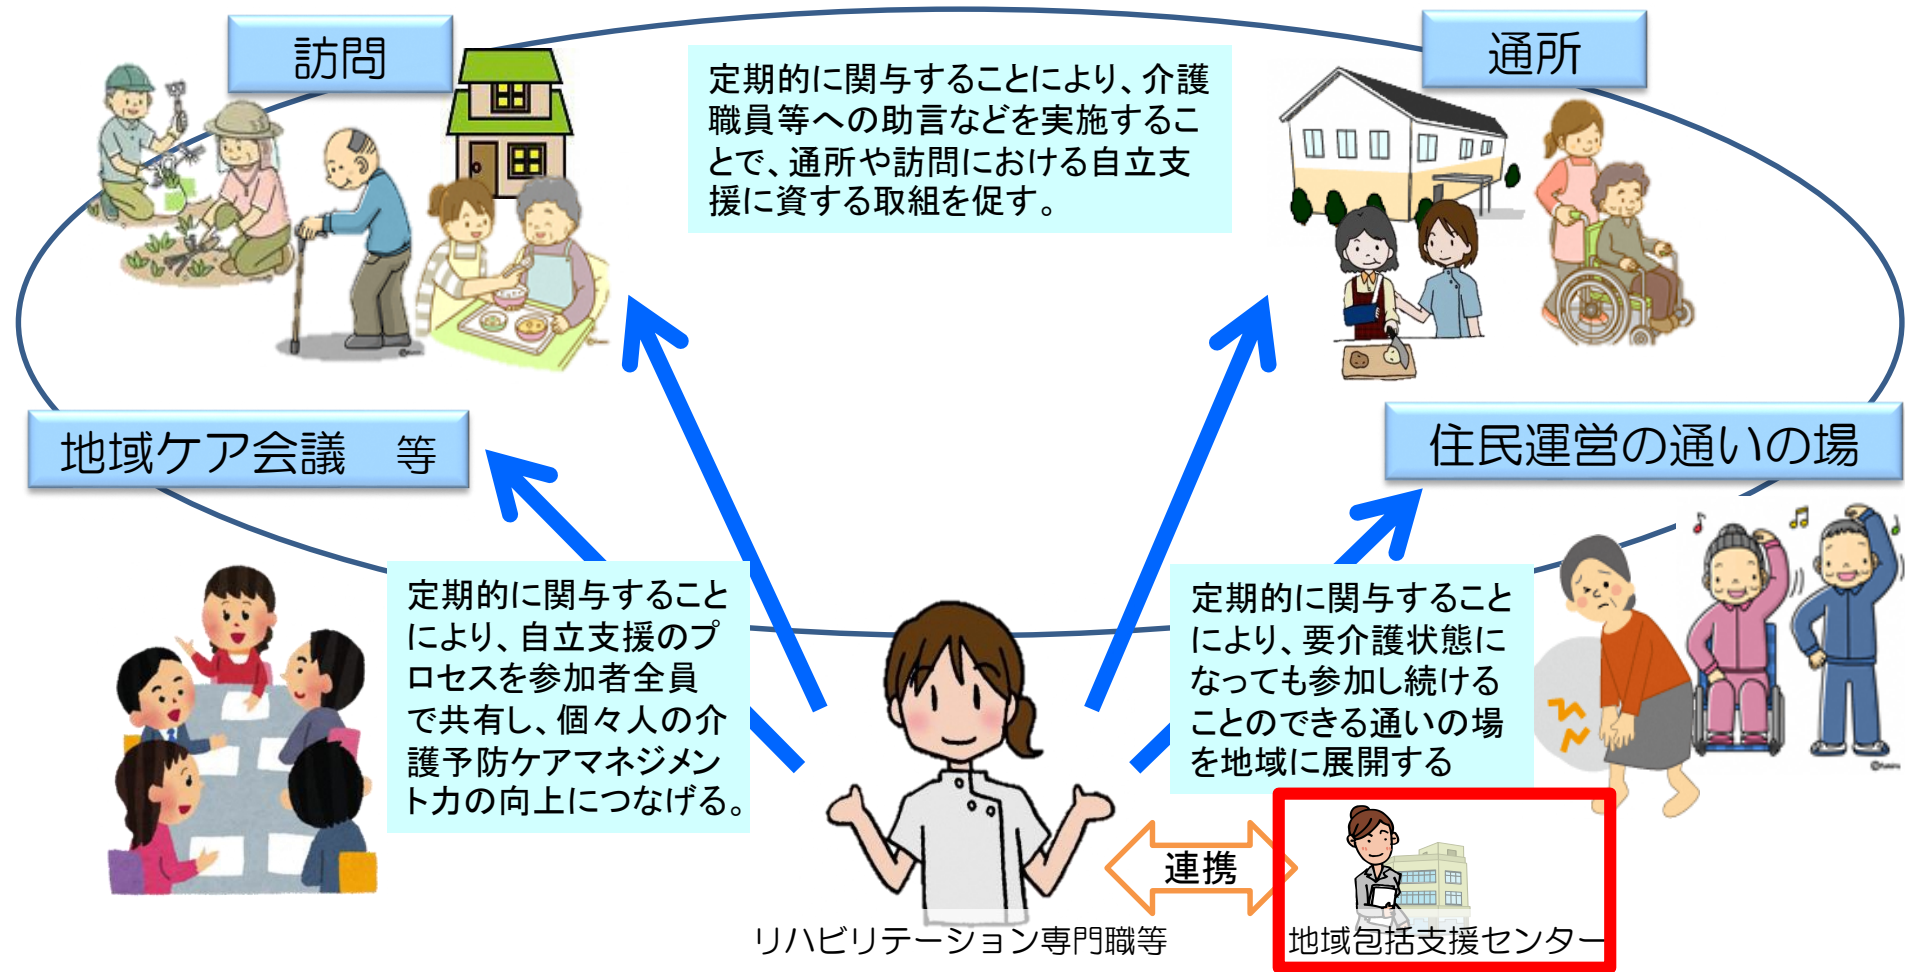 訪問
通所
定期的に関与することにより、介護
職員等への助言などを実施するこ
とで、通所や訪問における自立支
援に資する取組を促す。
地域ケア会議　等
住民運営の通いの場
定期的に関与すること
により、自立支援のプ
ロセスを参加者全員
で共有し、個々人の介
護予防ケアマネジメン
ト力の向上につなげる。
定期的に関与すること
により、要介護状態に
なっても参加し続ける
ことのできる通いの場
を地域に展開する
連携
リハビリテーション専門職等
地域包括支援センター